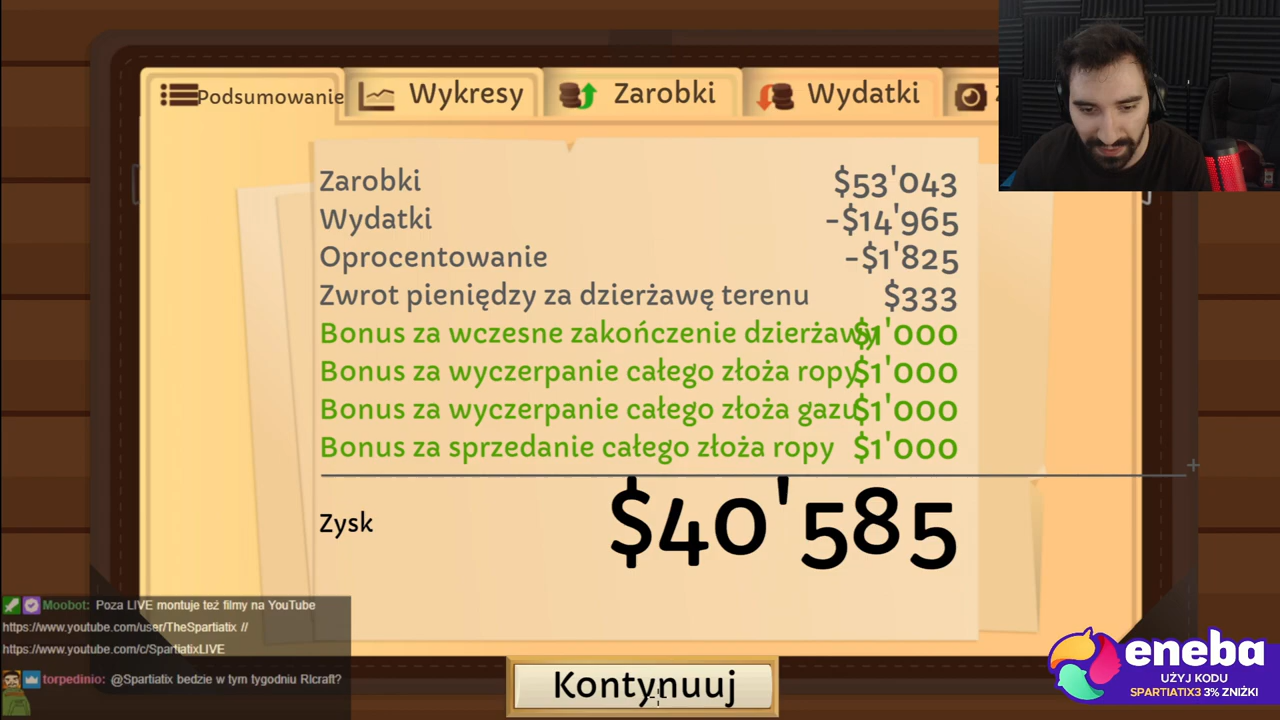 Podsumowanie
Wykresy
Zarobki
Wydatki
Zarobki $53'043
Wydatki -$14'965
Oprocentowanie -$1'825
Zwrot pieniędzy za dzierżawę terenu $333
Bonus za wczesne zakończenie dzierżawy $1'000
Bonus za wyczerpanie całego złoża ropy $1'000
Bonus za wyczerpanie całego złoża gazu $1'000
Bonus za sprzedanie całego złoża ropy $1'000
Zysk $40'585
Moobot: Poza LIVE montuje też filmy na YouTube
https://www.youtube.com/user/TheSpartiatix //
https://www.youtube.com/c/SpartiatixLIVE
torpedinio: @Spartiatix bedzie w tym tygodniu Rlcraft?
Kontynuuj
eneba
UŻYJ KODU
SPARTIATIX3 3% ZNIŻKI